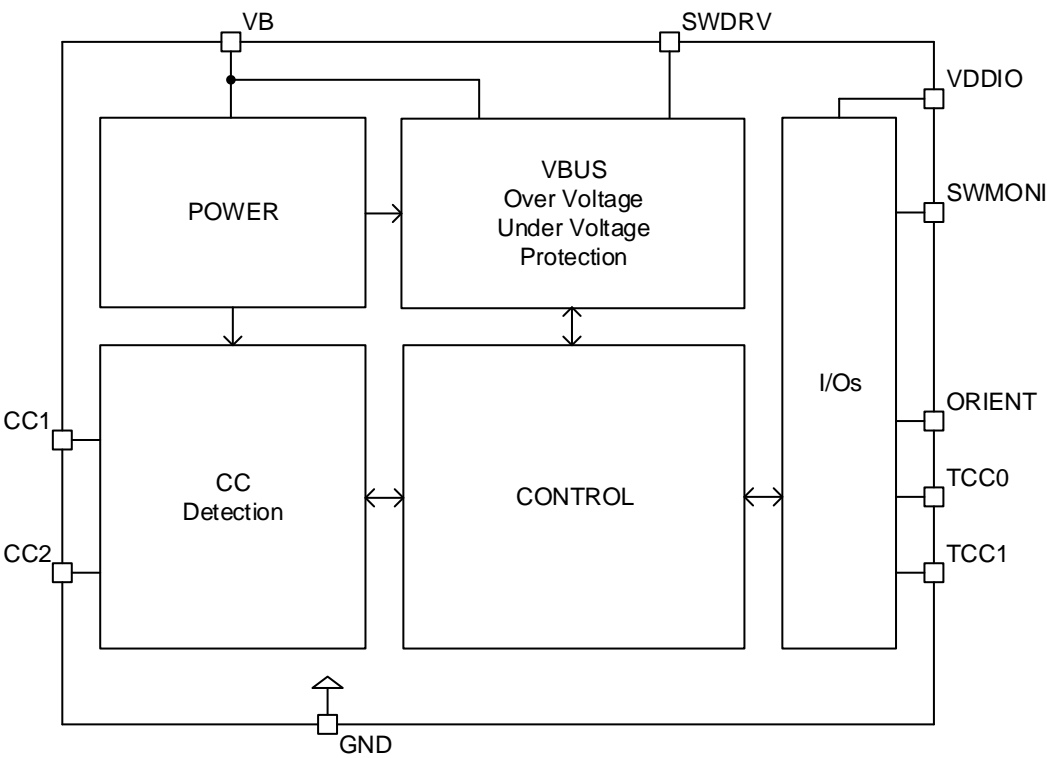 VB
SWDRV
VDDIO
POWER
VBUS
Over Voltage
Under Voltage
Protection
SWMONI
I/Os
CC1
ORIENT
CC
Detection
CONTROL
TCC0
CC2
TCC1
GND